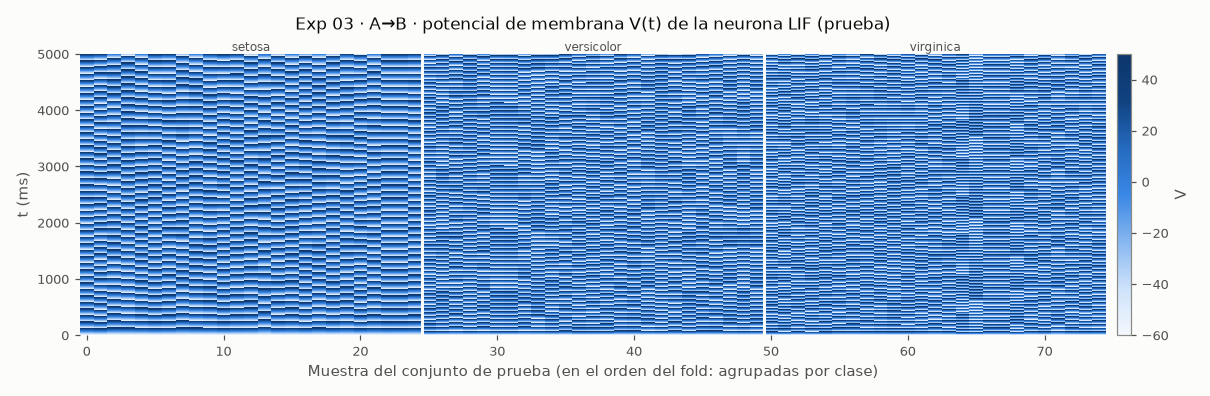 Exp 03 · A→B · potencial de membrana V(t) de la neurona LIF (prueba)
setosa versicolor virginica
5000
4000
3000
2000
1000
0
t (ms)
0 10 20 30 40 50 60 70
Muestra del conjunto de prueba (en el orden del fold: agrupadas por clase)
40
20
0
−20
−40
−60
V